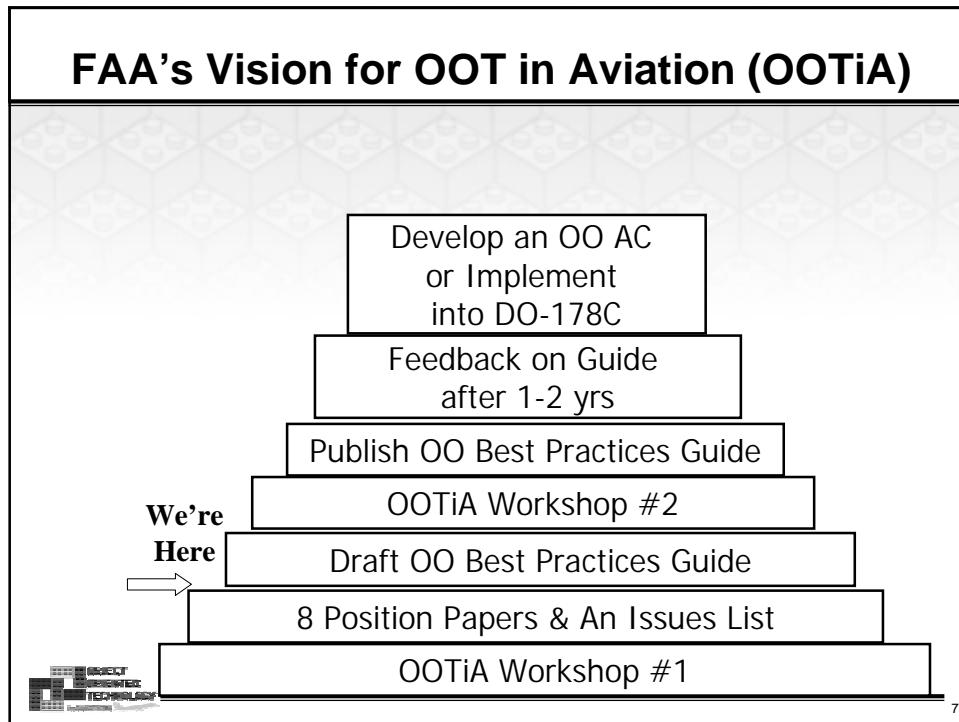 FAA's Vision for OOT in Aviation (OOTiA)
Develop an OO AC
or Implement
into DO-178C
Feedback on Guide
after 1-2 yrs
Publish OO Best Practices Guide
OOTiA Workshop #2
We're
Here
Draft OO Best Practices Guide
8 Position Papers & An Issues List
OOTiA Workshop #1
OBJECT
ORIENTED
TECHNOLOGY
7